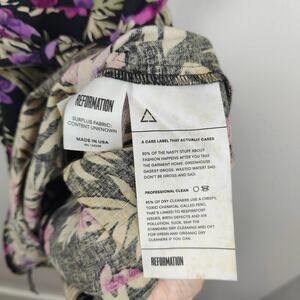 REFORMATION
SURPLUS FABRIC:
CONTENT UNKNOWN
MADE IN USA
A CARE LABEL THAT ACTUALLY CARES
80% OF THE NASTY STUFF ABOUT
FASHION HAPPENS AFTER YOU TAKE
THE GARMENT HOME. GREENHOUSE
GASES? GROSS. WASTED WATER? SAD.
DON'T BE GROSS AND SAD.
PROFESSIONAL CLEAN
95% OF DRY CLEANERS USE A CREEPY,
TOXIC CHEMICAL CALLED PERC,
THAT'S LINKED TO RESPIRATORY
ISSUES, BIRTH DEFECTS AND AIR
POLLUTION. YUCK. SKIP THE
STANDARD DRY CLEANING AND OPT
FOR GREEN AND ORGANIC DRY
CLEANERS IF YOU CAN.
REFORMATION